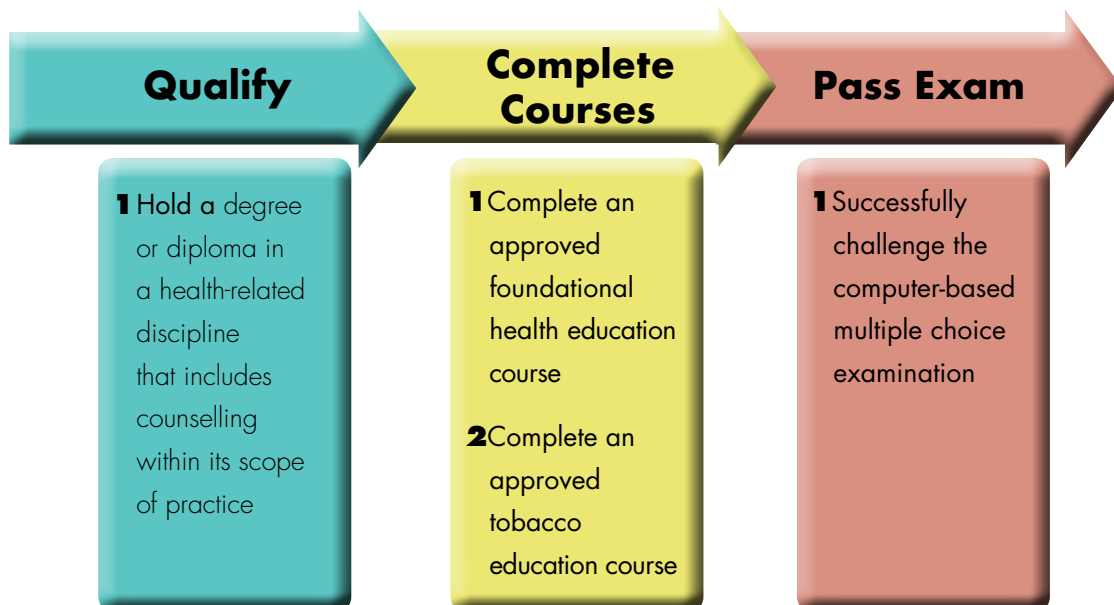 Qualify
1 Hold a degree
or diploma in
a health-related
discipline
that includes
counselling
within its scope
of practice
Complete
Courses
1 Complete an
approved
foundational
health education
course
2 Complete an
approved
tobacco
education course
Pass Exam
1 Successfully
challenge the
computer-based
multiple choice
examination